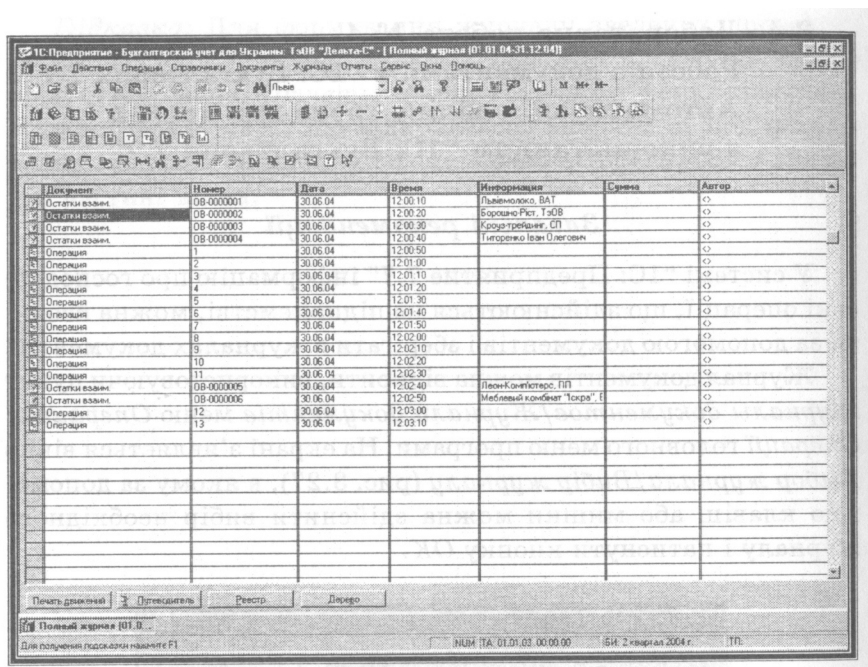 1С:Предприятие - Бухгалтерский учет для Украины: ТзОВ "Дельта-С" - [Полный журнал (01.01.04-31.12.04)]
Файл Действия Операции Справочники Документы Журналы Отчеты Сервис Окна Помощь
Львів
M M+ M-
Документ Номер Дата Время Информация Сумма Автор
Остатки взаим. ОВ-0000001 30.06.04 12:00:10 Львівмолоко, ВАТ <>
Остатки взаим. ОВ-0000002 30.06.04 12:00:20 Борошно-Ріст, ТзОВ <>
Остатки взаим. ОВ-0000003 30.06.04 12:00:30 Кроуз-трейдинг, СП <>
Остатки взаим. ОВ-0000004 30.06.04 12:00:40 Титоренко Іван Олегович <>
Операция 1 30.06.04 12:00:50 <>
Операция 2 30.06.04 12:01:00 <>
Операция 3 30.06.04 12:01:10 <>
Операция 4 30.06.04 12:01:20 <>
Операция 5 30.06.04 12:01:30 <>
Операция 6 30.06.04 12:01:40 <>
Операция 7 30.06.04 12:01:50 <>
Операция 8 30.06.04 12:02:00 <>
Операция 9 30.06.04 12:02:10 <>
Операция 10 30.06.04 12:02:20 <>
Операция 11 30.06.04 12:02:30 <>
Остатки взаим. ОВ-0000005 30.06.04 12:02:40 Леон-Комп'ютерс, ПП <>
Остатки взаим. ОВ-0000006 30.06.04 12:02:50 Меблевий комбінат "Іскра", <>
Операция 12 30.06.04 12:03:00 <>
Операция 13 30.06.04 12:03:10 <>
Печать движений Путеводитель Реестр Дерево
Полный журнал (01.0...
Для получения подсказки нажмите F1 NUM ТА: 01.01.03 00:00:00 БИ: 2 квартал 2004 г. ТП: